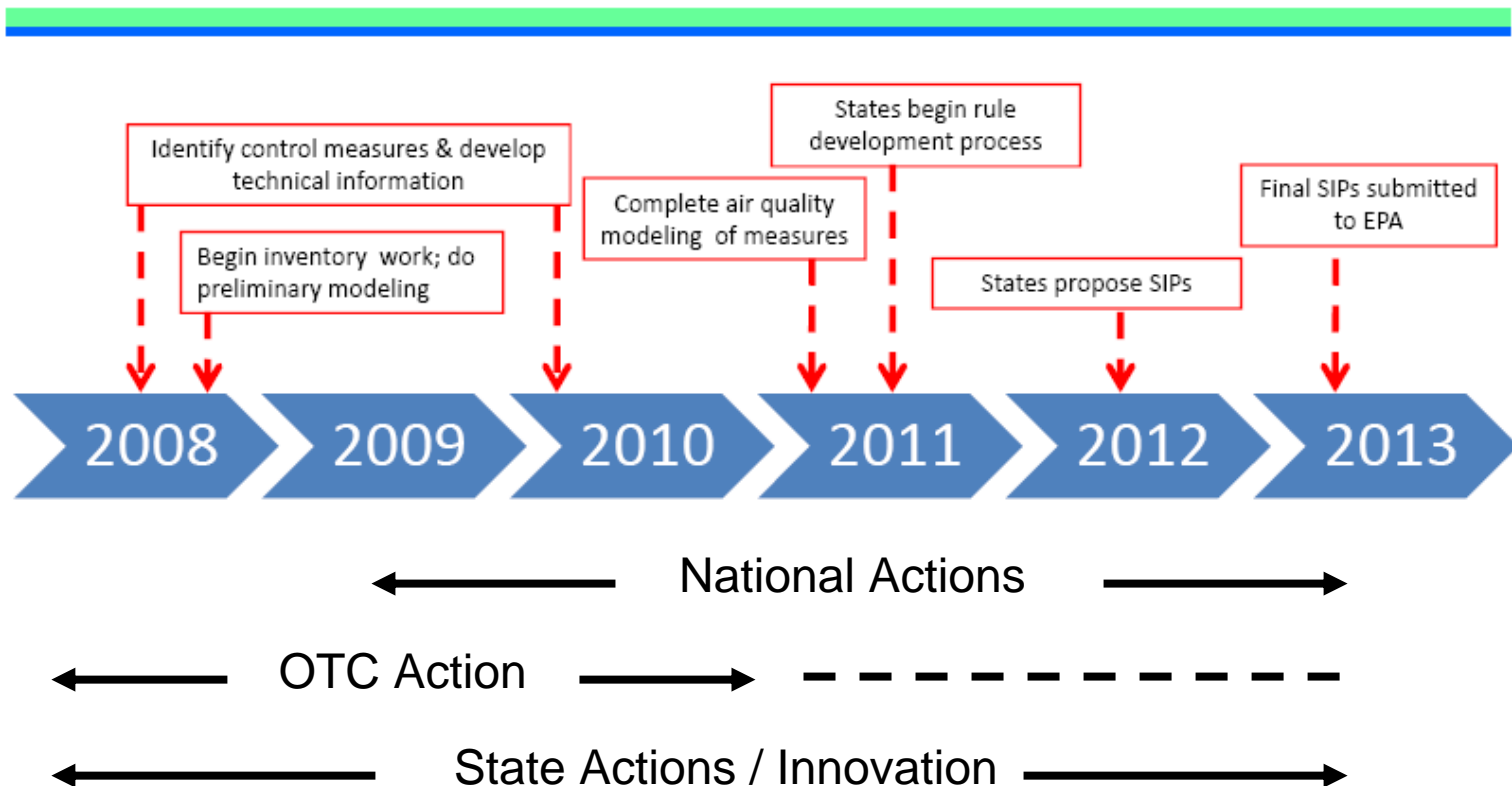 States begin rule
development process
Identify control measures & develop
technical information
Final SIPs submitted
to EPA
Complete air quality
modeling of measures
Begin inventory work; do
preliminary modeling
States propose SIPs
2008
2009
2010
2011
2012
2013
National Actions
OTC Action
State Actions / Innovation